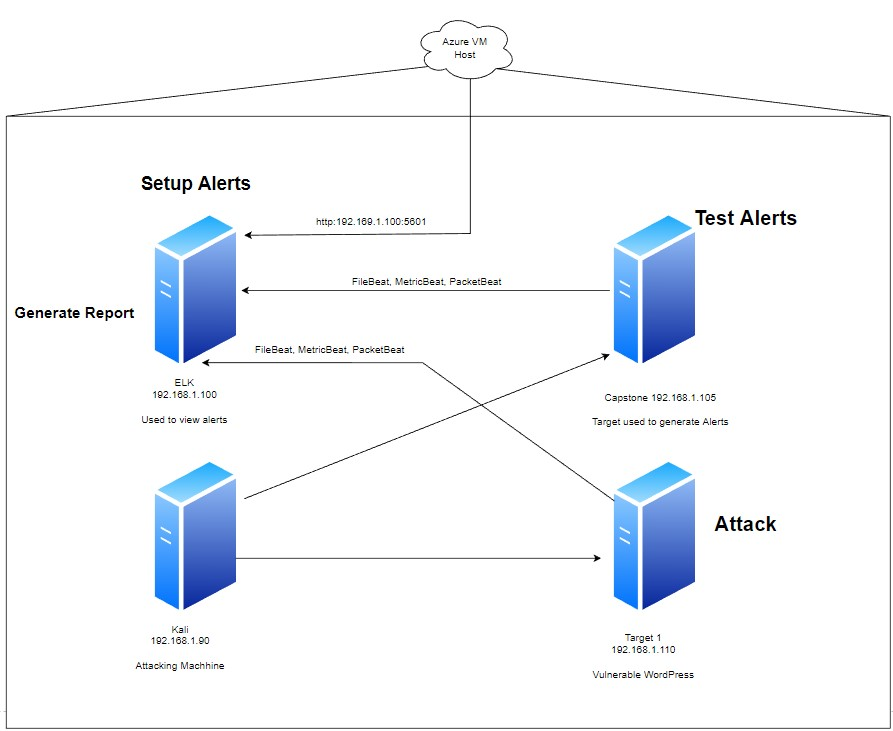 Azure VM
Host
Setup Alerts
Test Alerts
http:192.169.1.100:5601
FileBeat, MetricBeat, PacketBeat
Generate Report
FileBeat, MetricBeat, PacketBeat
ELK
192.168.1.100
Used to view alerts
Capstone 192.168.1.105
Target used to generate Alerts
Attack
Kali
192.168.1.90
Attacking Machhine
Target 1
192.168.1.110
Vulnerable WordPress